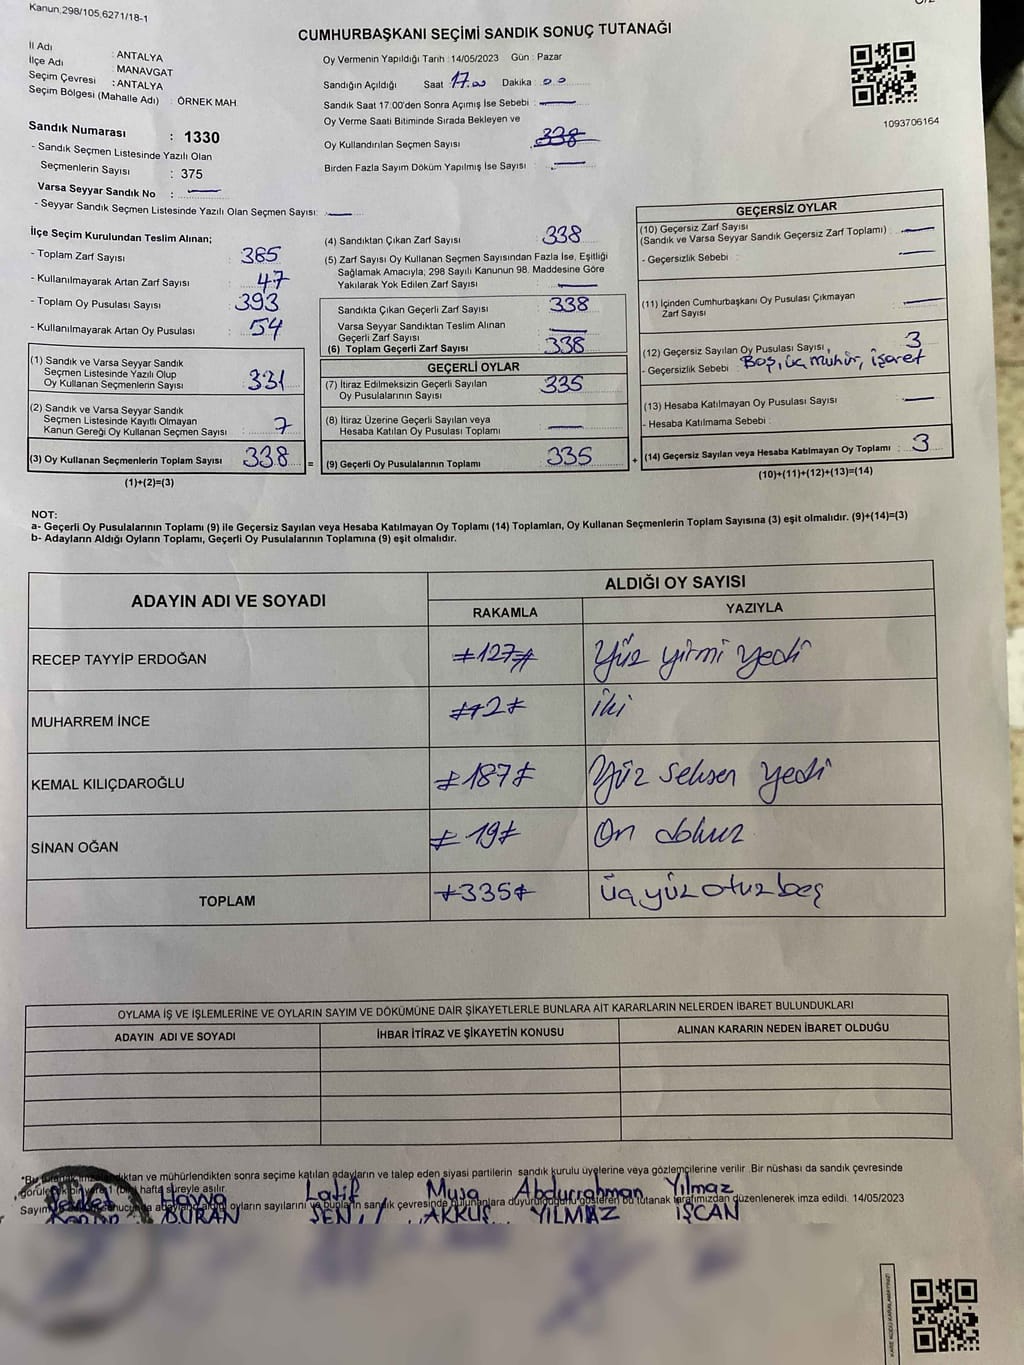 Kanun.298/105,6271/18-1
CUMHURBAŞKANI SEÇİMİ SANDIK SONUÇ TUTANAĞI
İl Adı : ANTALYA
İlçe Adı : MANAVGAT
Seçim Çevresi : ANTALYA
Seçim Bölgesi (Mahalle Adı) : ÖRNEK MAH.
Sandık Numarası : 1330
- Sandık Seçmen Listesinde Yazılı Olan
Seçmenlerin Sayısı : 375
Varsa Seyyar Sandık No :
- Seyyar Sandık Seçmen Listesinde Yazılı Olan Seçmen Sayısı:
Oy Vermenin Yapıldığı Tarih : 14/05/2023 Gün : Pazar
Sandığın Açıldığı Saat 17.00 Dakika 00
Sandık Saat 17:00'den Sonra Açımış İse Sebebi :
Oy Verme Saati Bitiminde Sırada Bekleyen ve
Oy Kullandırılan Seçmen Sayısı : 338
Birden Fazla Sayım Döküm Yapılmış İse Sayısı :
1093706164
İlçe Seçim Kurulundan Teslim Alınan;
- Toplam Zarf Sayısı : 385
- Kullanılmayarak Artan Zarf Sayısı : 47
- Toplam Oy Pusulası Sayısı : 393
- Kullanılmayarak Artan Oy Pusulası : 54
(1) Sandık ve Varsa Seyyar Sandık
Seçmen Listesinde Yazılı Olup
Oy Kullanan Seçmenlerin Sayısı : 331
(2) Sandık ve Varsa Seyyar Sandık
Seçmen Listesinde Kayıtlı Olmayan
Kanun Gereği Oy Kullanan Seçmen Sayısı : 7
(3) Oy Kullanan Seçmenlerin Toplam Sayısı : 338 =
(1)+(2)=(3)
(4) Sandıktan Çıkan Zarf Sayısı : 338
(5) Zarf Sayısı Oy Kullanan Seçmen Sayısından Fazla İse, Eşitliği
Sağlamak Amacıyla, 298 Sayılı Kanunun 98. Maddesine Göre
Yakılarak Yok Edilen Zarf Sayısı :
Sandıkta Çıkan Geçerli Zarf Sayısı : 338
Varsa Seyyar Sandıktan Teslim Alınan
Geçerli Zarf Sayısı
(6) Toplam Geçerli Zarf Sayısı : 338
GEÇERLİ OYLAR
(7) İtiraz Edilmeksizin Geçerli Sayılan
Oy Pusulalarının Sayısı : 335
(8) İtiraz Üzerine Geçerli Sayılan veya
Hesaba Katılan Oy Pusulası Toplamı :
(9) Geçerli Oy Pusulalarının Toplamı : 335 +
GEÇERSİZ OYLAR
(10) Geçersiz Zarf Sayısı
(Sandık ve Varsa Seyyar Sandık Geçersiz Zarf Toplamı) :
- Geçersizlik Sebebi :
(11) İçinden Cumhurbaşkanı Oy Pusulası Çıkmayan
Zarf Sayısı
(12) Geçersiz Sayılan Oy Pusulası Sayısı : 3
- Geçersizlik Sebebi : Boş, üç mühür, işaret
(13) Hesaba Katılmayan Oy Pusulası Sayısı :
- Hesaba Katılmama Sebebi :
(14) Geçersiz Sayılan veya Hesaba Katılmayan Oy Toplamı : 3
(10)+(11)+(12)+(13)=(14)
NOT:
a- Geçerli Oy Pusulalarının Toplamı (9) ile Geçersiz Sayılan veya Hesaba Katılmayan Oy Toplamı (14) Toplamları, Oy Kullanan Seçmenlerin Toplam Sayısına (3) eşit olmalıdır. (9)+(14)=(3)
b- Adayların Aldığı Oyların Toplamı, Geçerli Oy Pusulalarının Toplamına (9) eşit olmalıdır.
ADAYIN ADI VE SOYADI ALDIĞI OY SAYISI
RAKAMLA YAZIYLA
RECEP TAYYİP ERDOĞAN ≠127≠ Yüz yirmi yedi
MUHARREM İNCE ≠2≠ iki
KEMAL KILIÇDAROĞLU ≠187≠ Yüz seksen yedi
SİNAN OĞAN ≠19≠ On dokuz
TOPLAM ≠335≠ üç yüz otuz beş
OYLAMA İŞ VE İŞLEMLERİNE VE OYLARIN SAYIM VE DÖKÜMÜNE DAİR ŞİKAYETLERLE BUNLARA AİT KARARLARIN NELERDEN İBARET BULUNDUKLARI
ADAYIN ADI VE SOYADI İHBAR İTİRAZ VE ŞİKAYETİN KONUSU ALINAN KARARIN NEDEN İBARET OLDUĞU
ve mühürlendikten sonra seçime katılan adayların ve talep eden siyasi partilerin sandık kurulu üyelerine veya gözlemcilerine verilir. Bir nüshası da sandık çevresinde
hafta süreyle asılır.
oyların sayılarını sandık çevresinde gösteren bu tutanak tarafımızdan düzenlenerek imza edildi. 14/05/2023
Havva Latif Musa Abdurrahman Yılmaz
DURAN ŞEN AKKUŞ YILMAZ İŞCAN